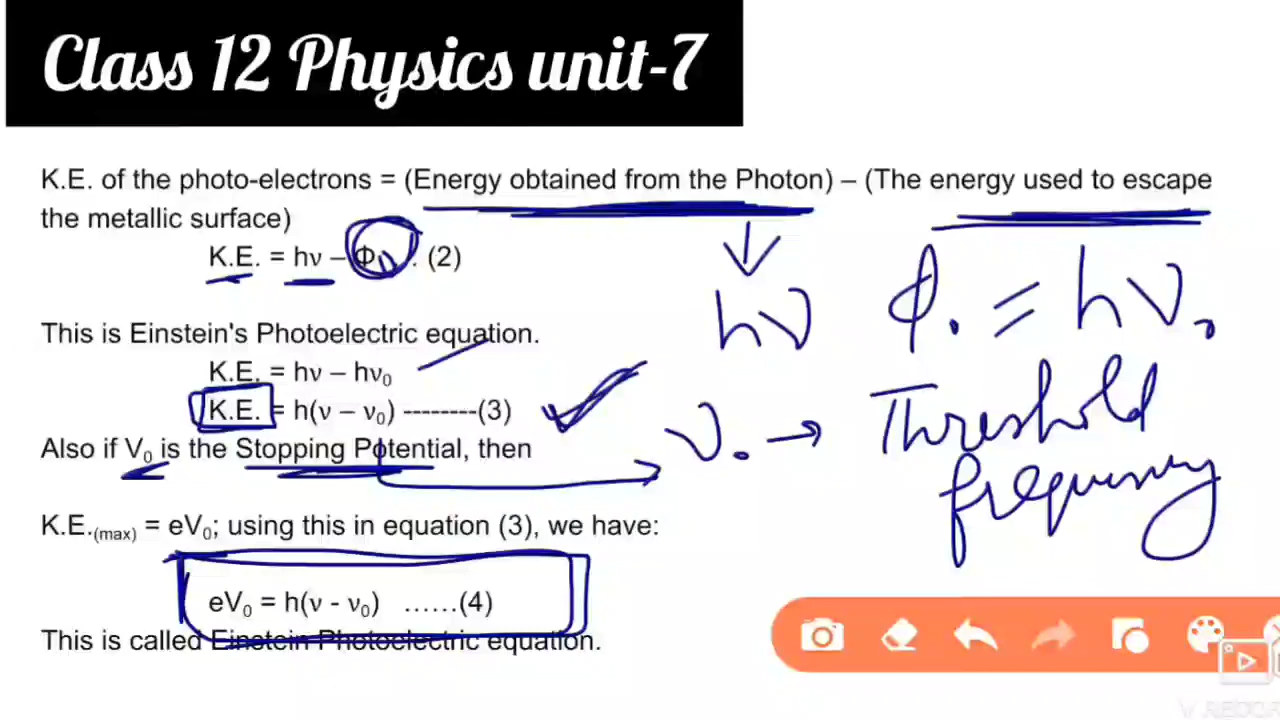 Class 12 Physics unit-7
K.E. of the photo-electrons = (Energy obtained from the Photon) – (The energy used to escape
the metallic surface)
K.E. = hν – Φ (2)
This is Einstein's Photoelectric equation.
K.E. = hν – hν₀
K.E. = h(ν – ν₀) --------(3)
Also if V₀ is the Stopping Potential, then
K.E.(max) = eV₀; using this in equation (3), we have:
eV₀ = h(ν - ν₀) ……(4)
This is called Einstein Photoelectric equation.
hν
ϕ₀ = hν₀
ν₀ → Threshold
frequency